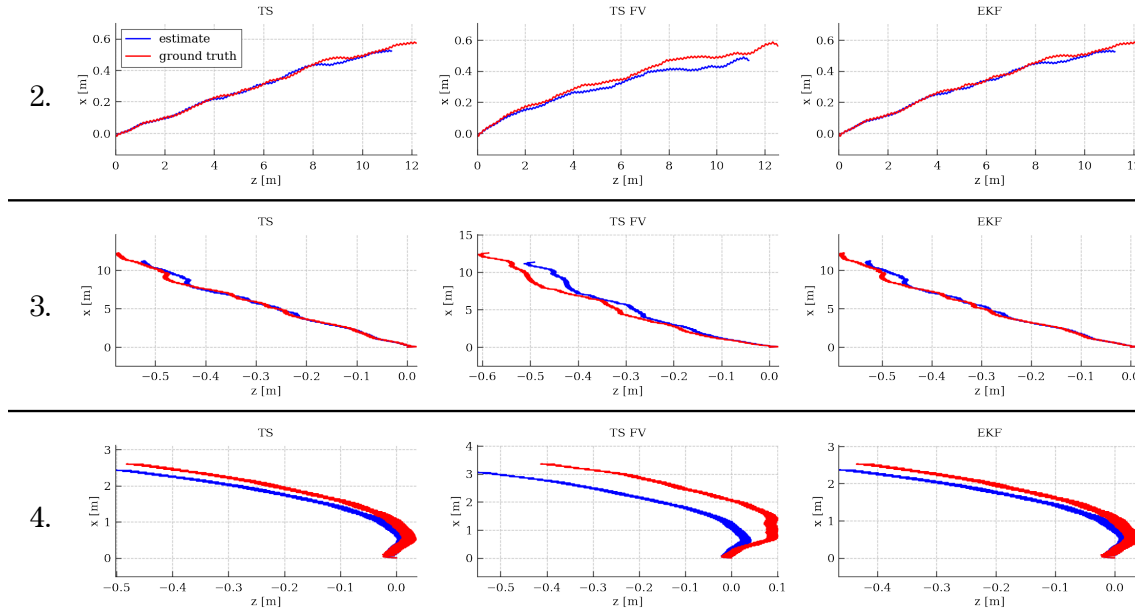 TS
TS FV
EKF
2.
x [m]
0.6
0.4
0.2
0.0
estimate
ground truth
0 2 4 6 8 10 12
z [m]
x [m]
0.6
0.4
0.2
0.0
0 2 4 6 8 10 12
z [m]
x [m]
0.6
0.4
0.2
0.0
0 2 4 6 8 10
z [m]
TS
TS FV
EKF
3.
x [m]
10
5
0
−0.5 −0.4 −0.3 −0.2 −0.1 0.0
z [m]
x [m]
15
10
5
0
−0.6 −0.5 −0.4 −0.3 −0.2 −0.1 0.0
z [m]
x [m]
10
5
0
−0.5 −0.4 −0.3 −0.2 −0.1 0.0
z [m]
TS
TS FV
EKF
4.
x [m]
3
2
1
0
−0.5 −0.4 −0.3 −0.2 −0.1 0.0
z [m]
x [m]
4
3
2
1
0
−0.5 −0.4 −0.3 −0.2 −0.1 0.0 0.1
z [m]
x [m]
3
2
1
0
−0.4 −0.3 −0.2 −0.1 0.0
z [m]